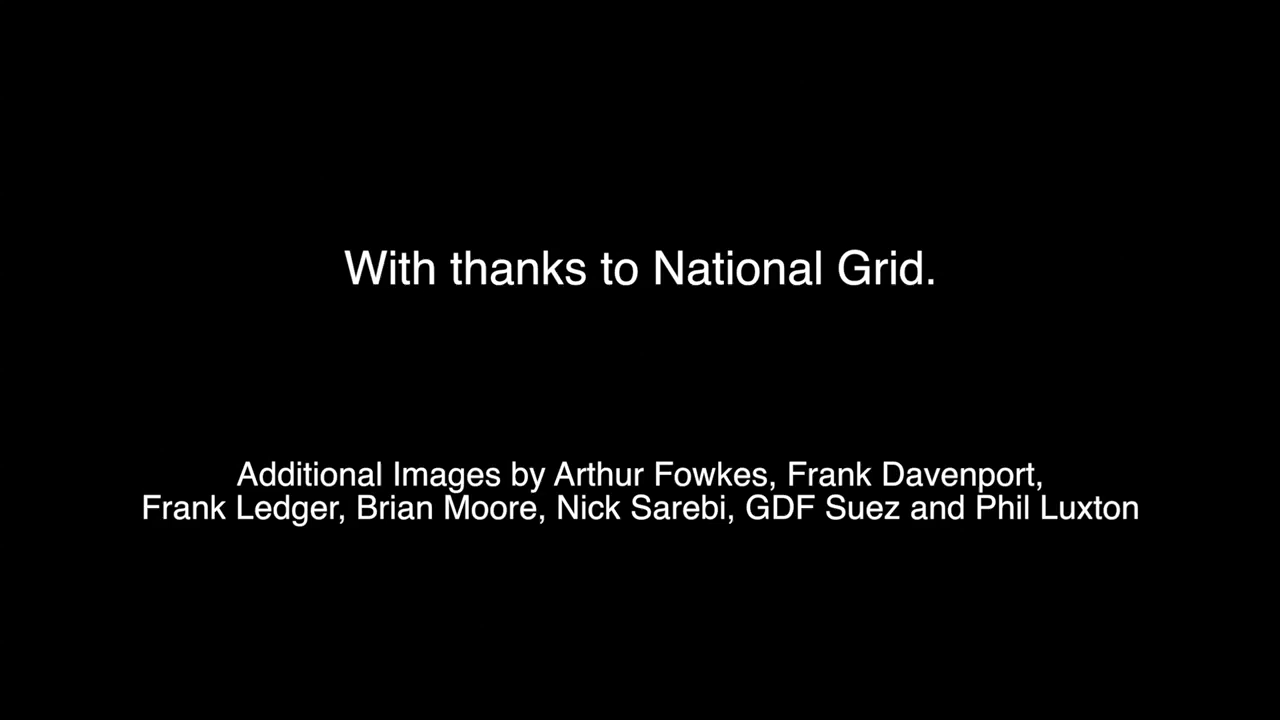 With thanks to National Grid.
Additional Images by Arthur Fowkes, Frank Davenport,
Frank Ledger, Brian Moore, Nick Sarebi, GDF Suez and Phil Luxton